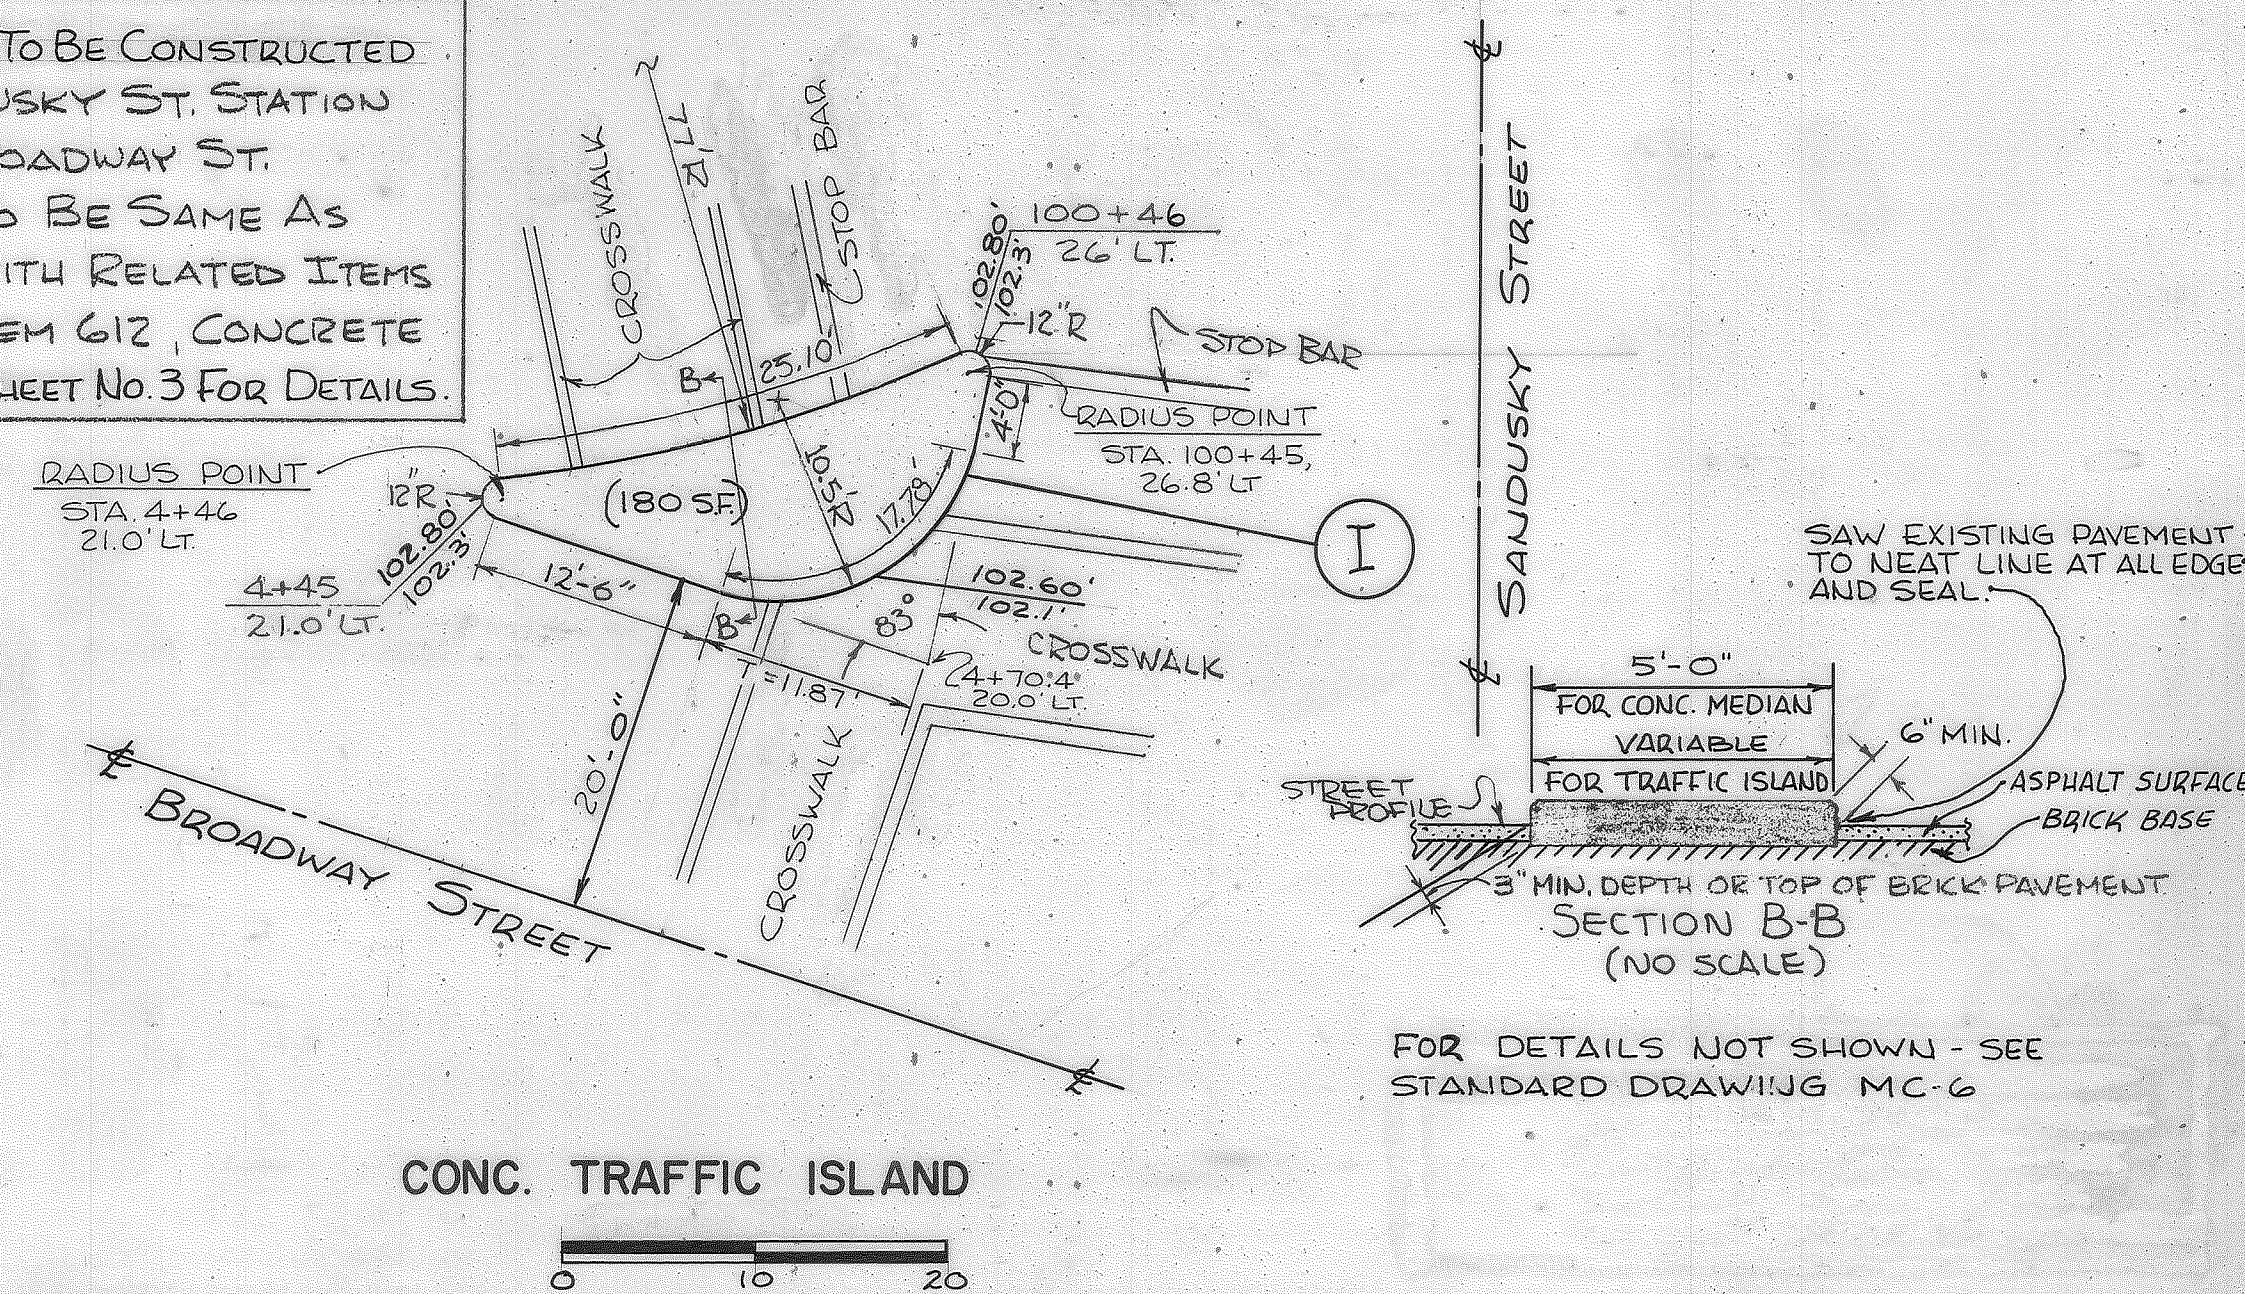 TO BE CONSTRUCTED
USKY ST. STATION
OADWAY ST.
BE SAME AS
ITH RELATED ITEMS
EM 612, CONCRETE
HEET NO. 3 FOR DETAILS.
CROSSWALK
77'R
STOP BAR
102.80'
102.3'
100+46
26' LT.
12"R
STOP BAR
25.10'
B
4'-0"
RADIUS POINT
STA. 100+45,
26.8' LT
RADIUS POINT
STA. 4+46
21.0' LT.
12"R
102.80'
102.3'
4+45
21.0' LT.
(180 S.F.)
10.5'R
17.78'
I
12'-6"
B
102.60'
102.1'
83°
CROSSWALK
T=11.87'
4+70.4
20.0' LT.
20'-0"
CROSSWALK
℄
BROADWAY STREET
℄
℄
SANDUSKY STREET
℄
SAW EXISTING PAVEMENT
TO NEAT LINE AT ALL EDGE
AND SEAL.
5'-0"
FOR CONC. MEDIAN
VARIABLE
FOR TRAFFIC ISLAND
6" MIN.
STREET
PROFILE
ASPHALT SURFACE
BRICK BASE
3" MIN. DEPTH OR TOP OF BRICK PAVEMENT
SECTION B-B
(NO SCALE)
FOR DETAILS NOT SHOWN - SEE
STANDARD DRAWING MC-6
CONC. TRAFFIC ISLAND
0 10 20